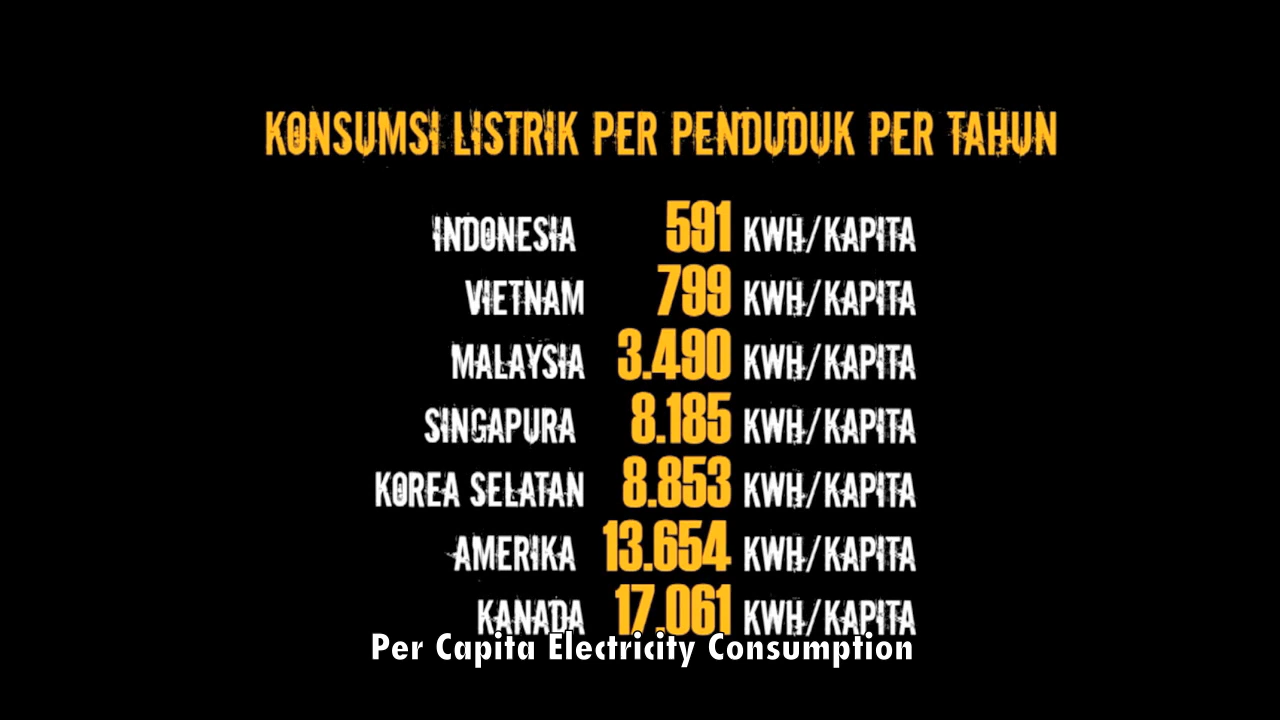 KONSUMSI LISTRIK PER PENDUDUK PER TAHUN
INDONESIA 591 KWH/KAPITA
VIETNAM 799 KWH/KAPITA
MALAYSIA 3.490 KWH/KAPITA
SINGAPURA 8.185 KWH/KAPITA
KOREA SELATAN 8.853 KWH/KAPITA
AMERIKA 13.654 KWH/KAPITA
KANADA 17.061 KWH/KAPITA
Per Capita Electricity Consumption